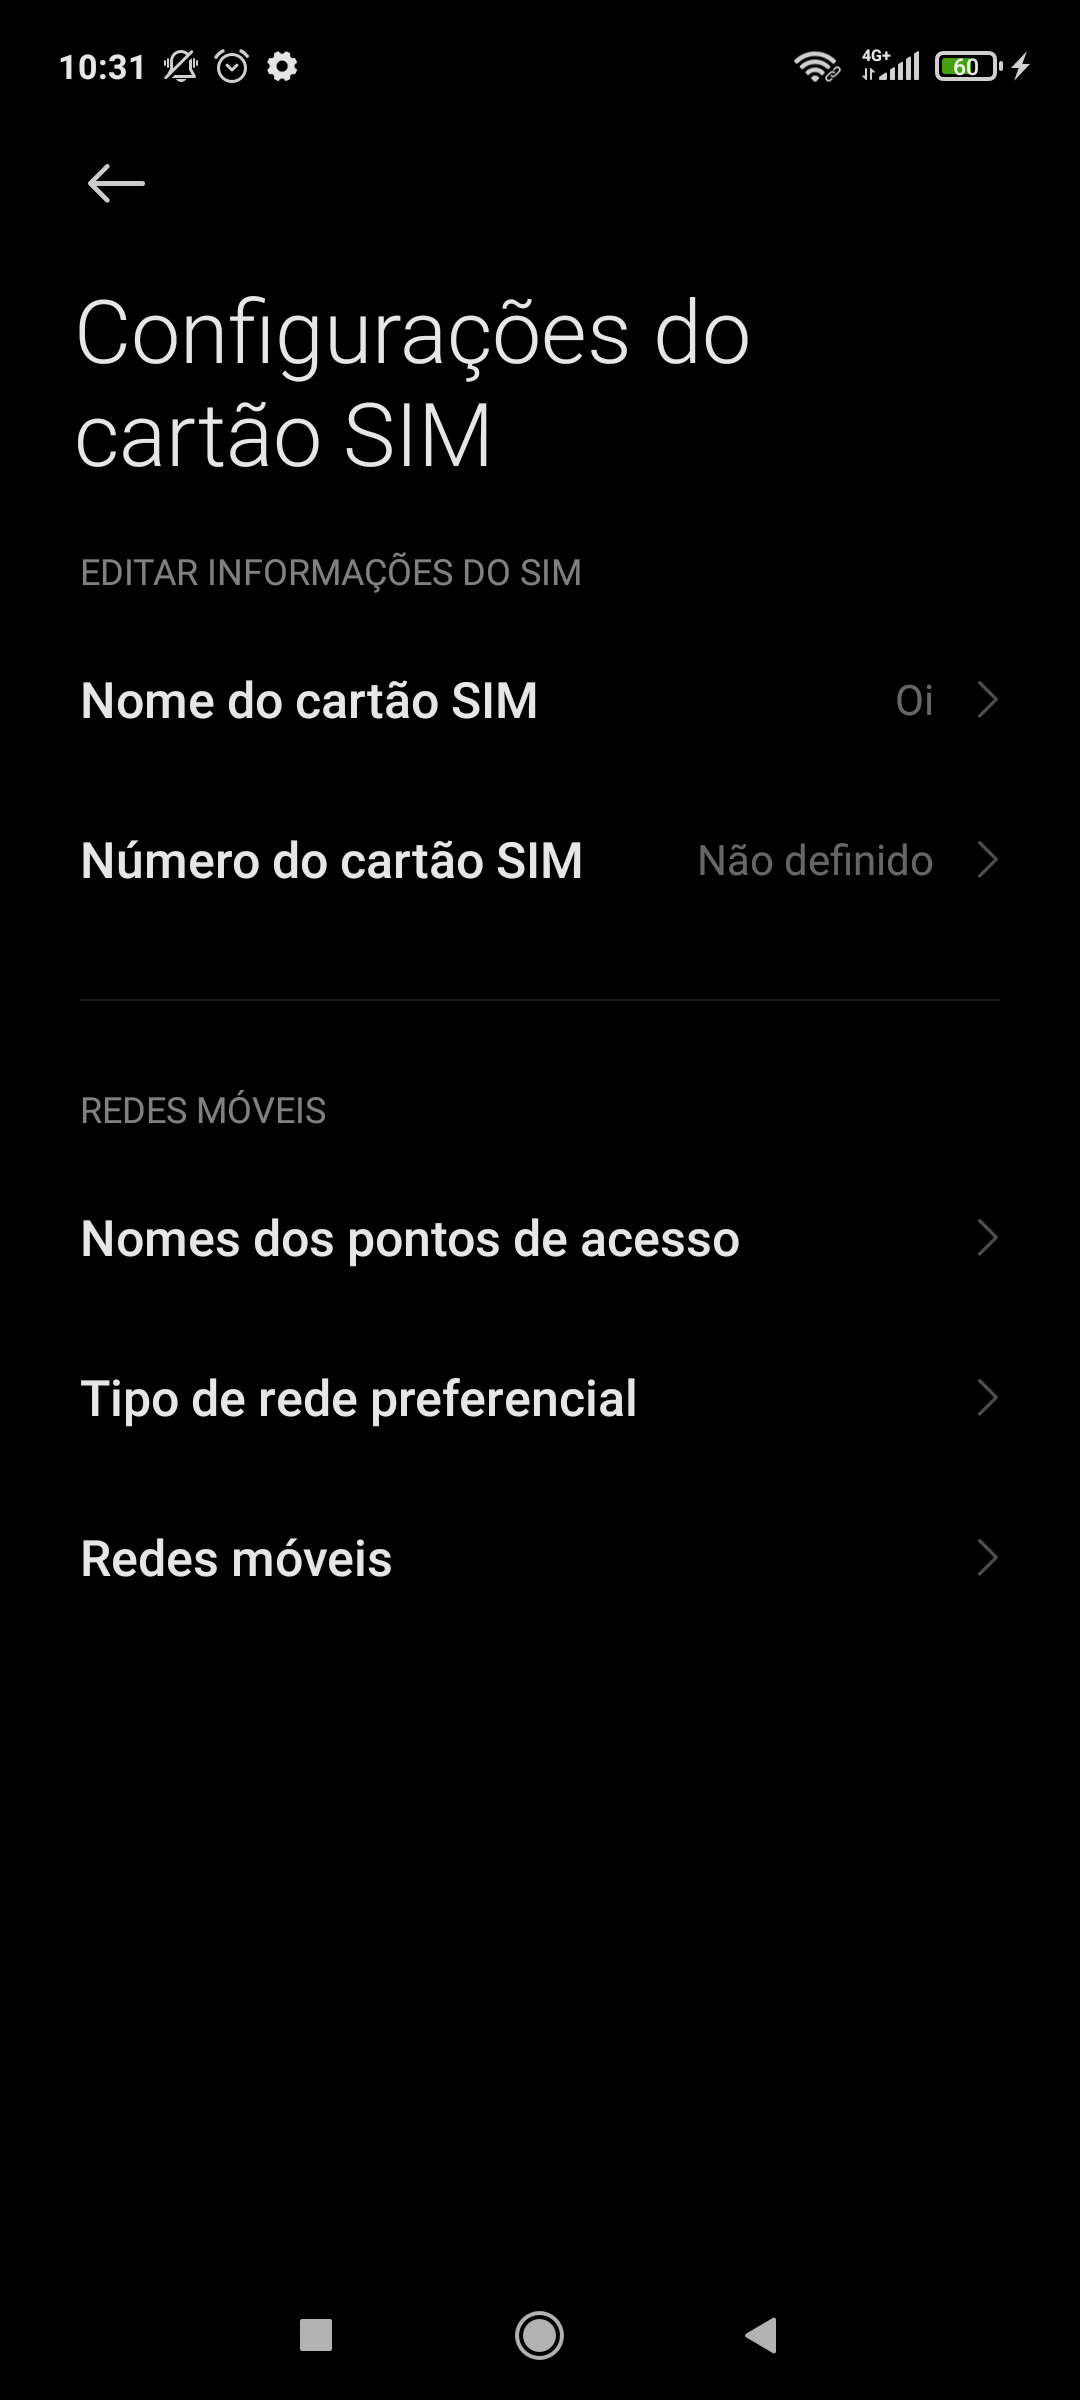 10:31
4G+
60
Configurações do
cartão SIM
EDITAR INFORMAÇÕES DO SIM
Nome do cartão SIM Oi
Número do cartão SIM Não definido
REDES MÓVEIS
Nomes dos pontos de acesso
Tipo de rede preferencial
Redes móveis